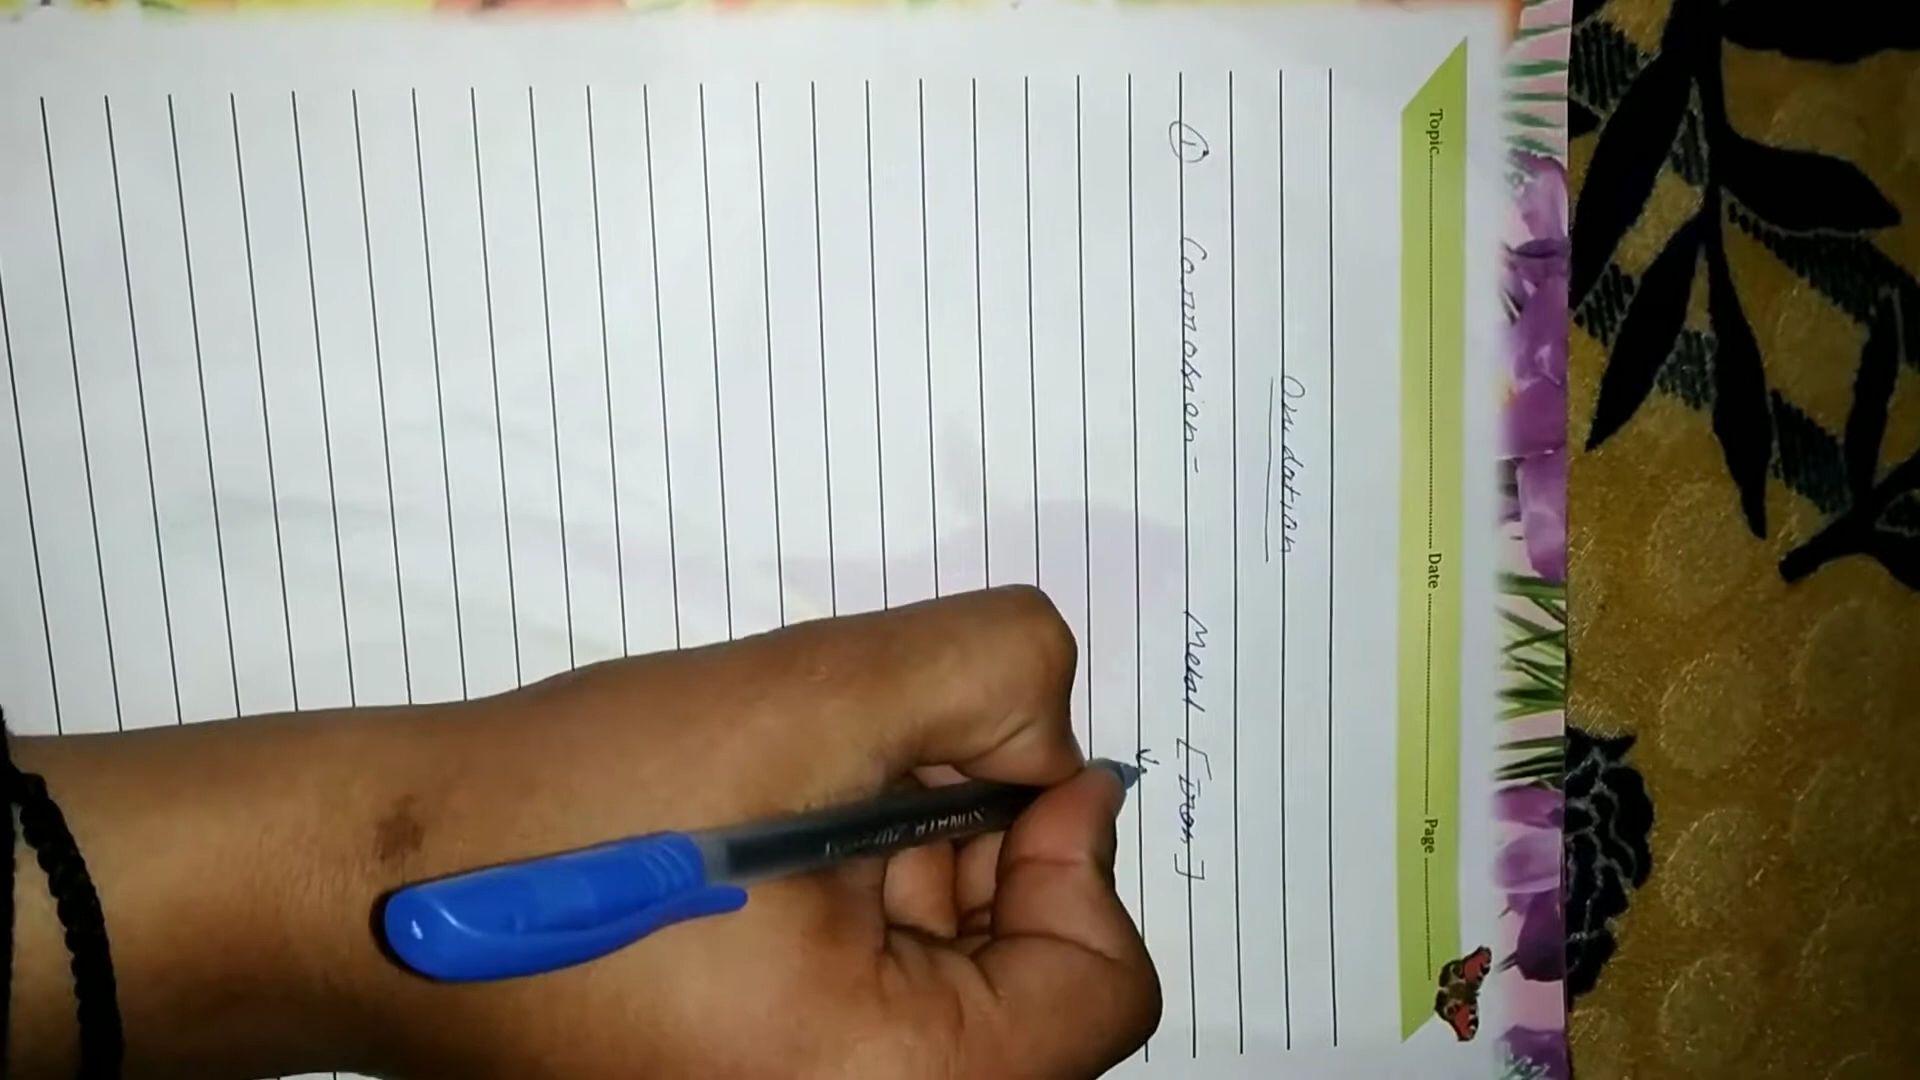 Topic Date Page
Oxidation
① Corrosion - Metal [Iron]